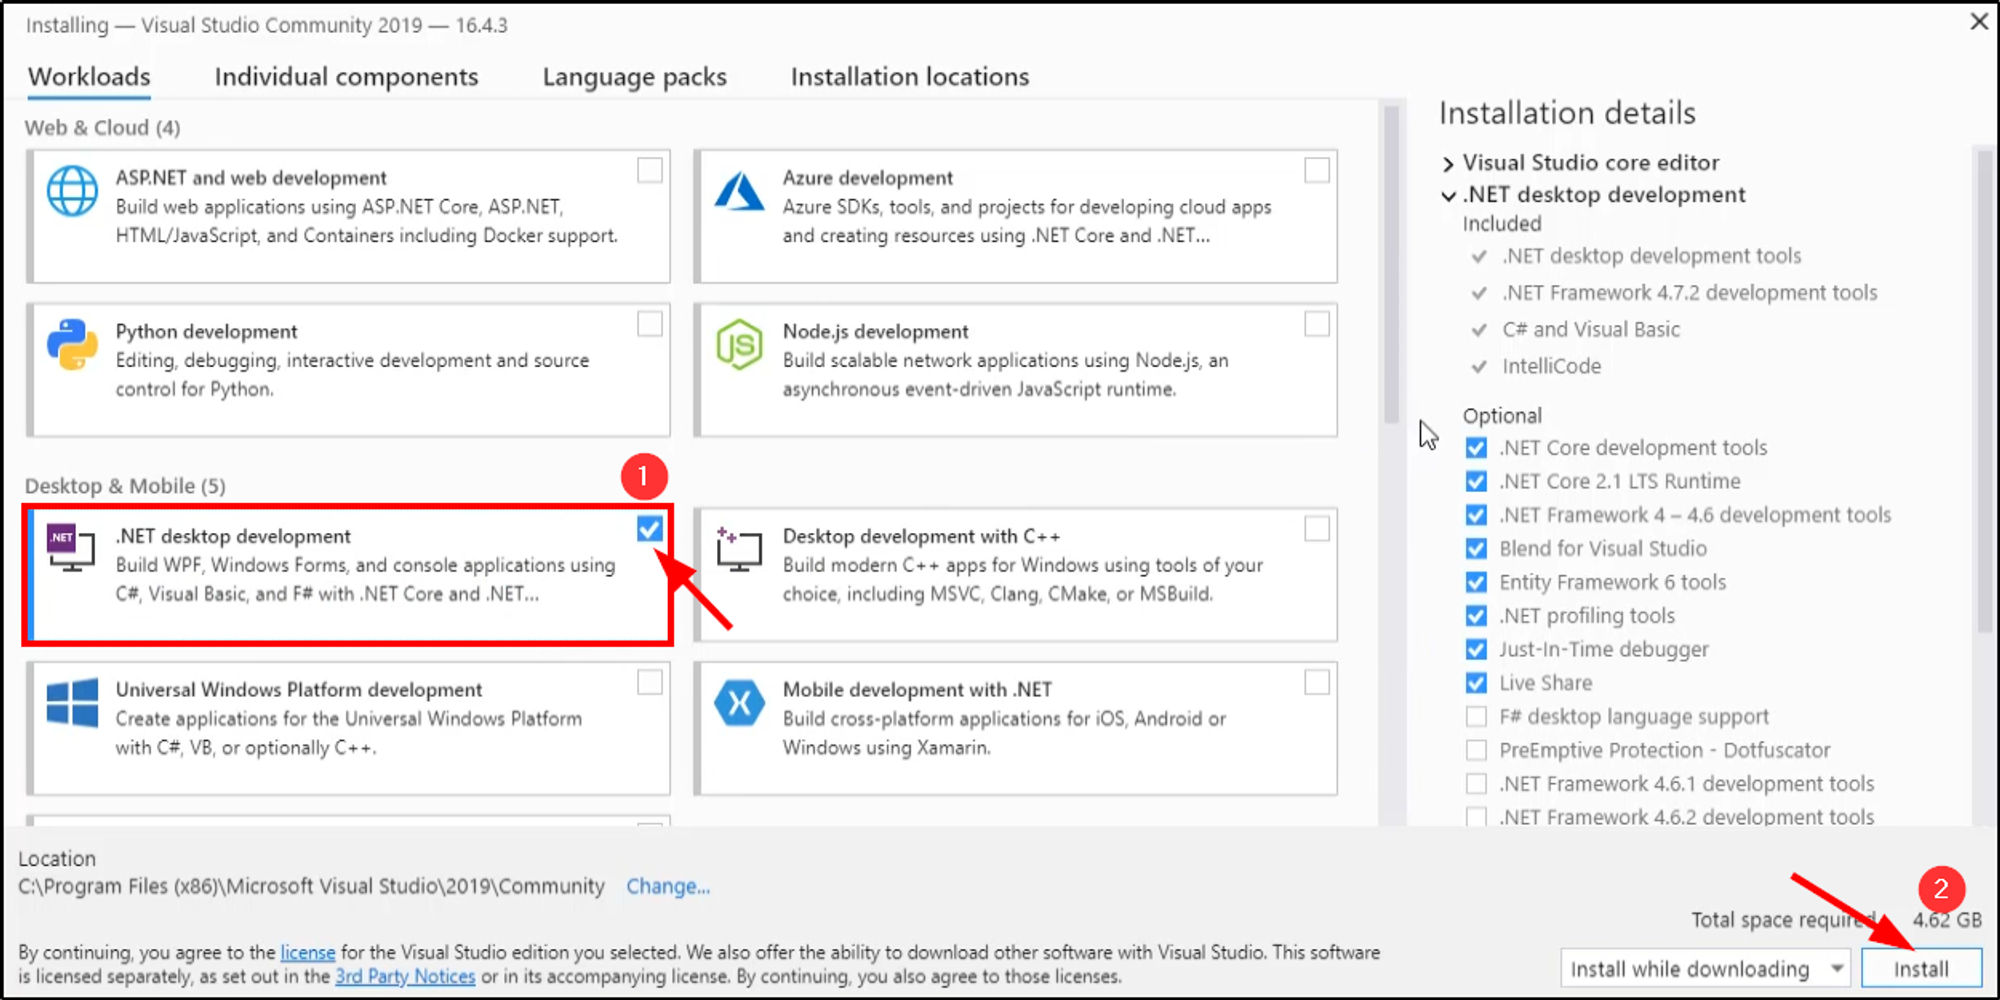 Installing — Visual Studio Community 2019 — 16.4.3
Workloads
Individual components
Language packs
Installation locations
Web & Cloud (4)
ASP.NET and web development
Build web applications using ASP.NET Core, ASP.NET,
HTML/JavaScript, and Containers including Docker support.
Azure development
Azure SDKs, tools, and projects for developing cloud apps
and creating resources using .NET Core and .NET...
Python development
Editing, debugging, interactive development and source
control for Python.
JS
Node.js development
Build scalable network applications using Node.js, an
asynchronous event-driven JavaScript runtime.
Desktop & Mobile (5)
1
.NET
.NET desktop development
Build WPF, Windows Forms, and console applications using
C#, Visual Basic, and F# with .NET Core and .NET...
Desktop development with C++
Build modern C++ apps for Windows using tools of your
choice, including MSVC, Clang, CMake, or MSBuild.
Universal Windows Platform development
Create applications for the Universal Windows Platform
with C#, VB, or optionally C++.
Mobile development with .NET
Build cross-platform applications for iOS, Android or
Windows using Xamarin.
Installation details
Visual Studio core editor
.NET desktop development
Included
.NET desktop development tools
.NET Framework 4.7.2 development tools
C# and Visual Basic
IntelliCode
Optional
.NET Core development tools
.NET Core 2.1 LTS Runtime
.NET Framework 4 – 4.6 development tools
Blend for Visual Studio
Entity Framework 6 tools
.NET profiling tools
Just-In-Time debugger
Live Share
F# desktop language support
PreEmptive Protection - Dotfuscator
.NET Framework 4.6.1 development tools
.NET Framework 4.6.2 development tools
Location
C:\Program Files (x86)\Microsoft Visual Studio\2019\Community Change...
2
Total space required 4.62 GB
By continuing, you agree to the license for the Visual Studio edition you selected. We also offer the ability to download other software with Visual Studio. This software
is licensed separately, as set out in the 3rd Party Notices or in its accompanying license. By continuing, you also agree to those licenses.
Install while downloading
Install